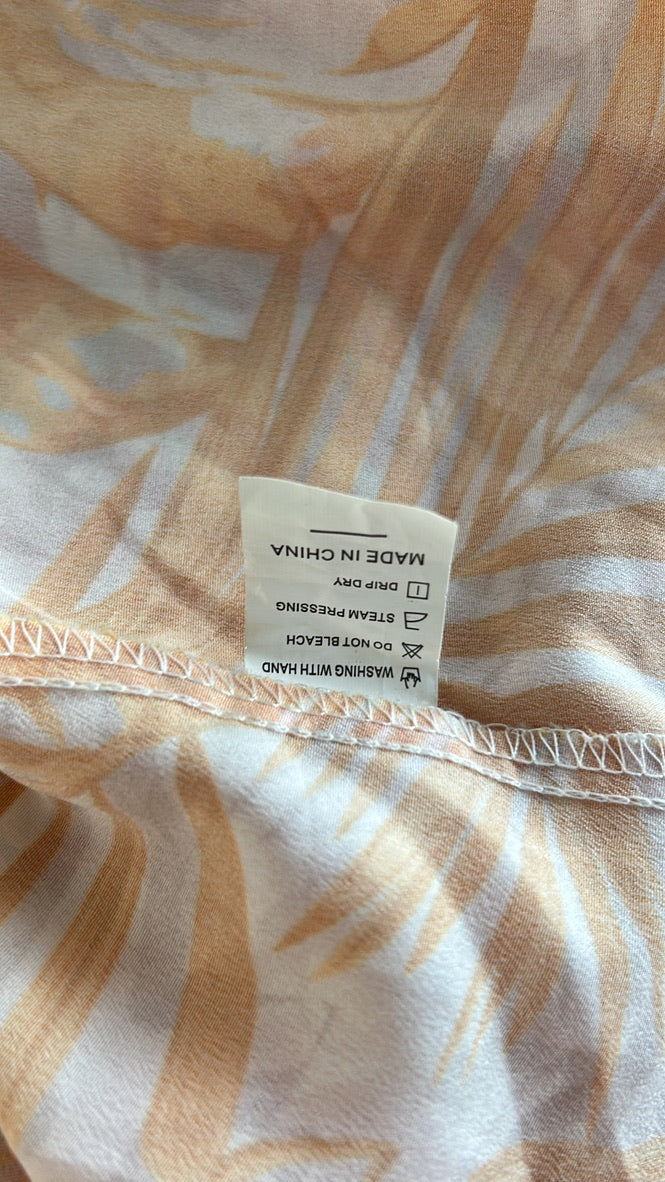 WASHING WITH HAND
DO NOT BLEACH
STEAM PRESSING
DRIP DRY
MADE IN CHINA